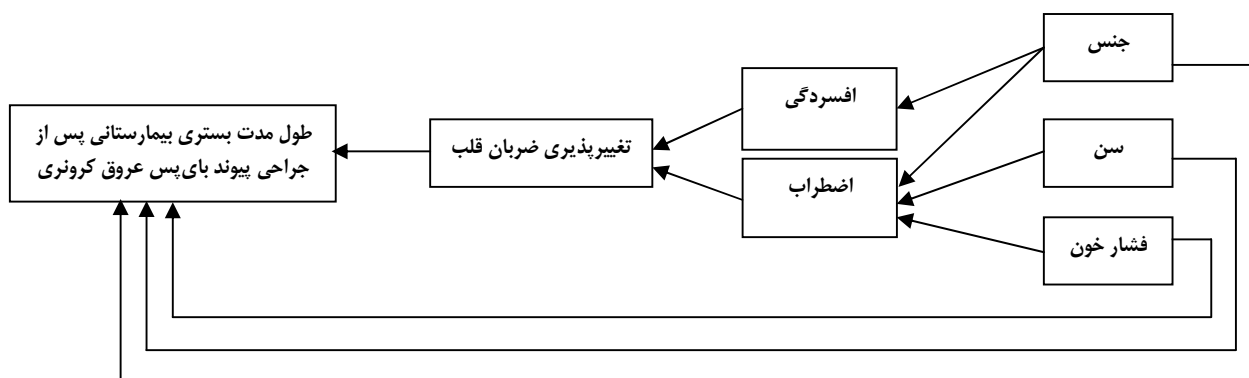 جنس
افسردگی
سن
اضطراب
فشار خون
تغییرپذیری ضربان قلب
طول مدت بستری بیمارستانی پس از
جراحی پیوند بای‌پس عروق کرونری